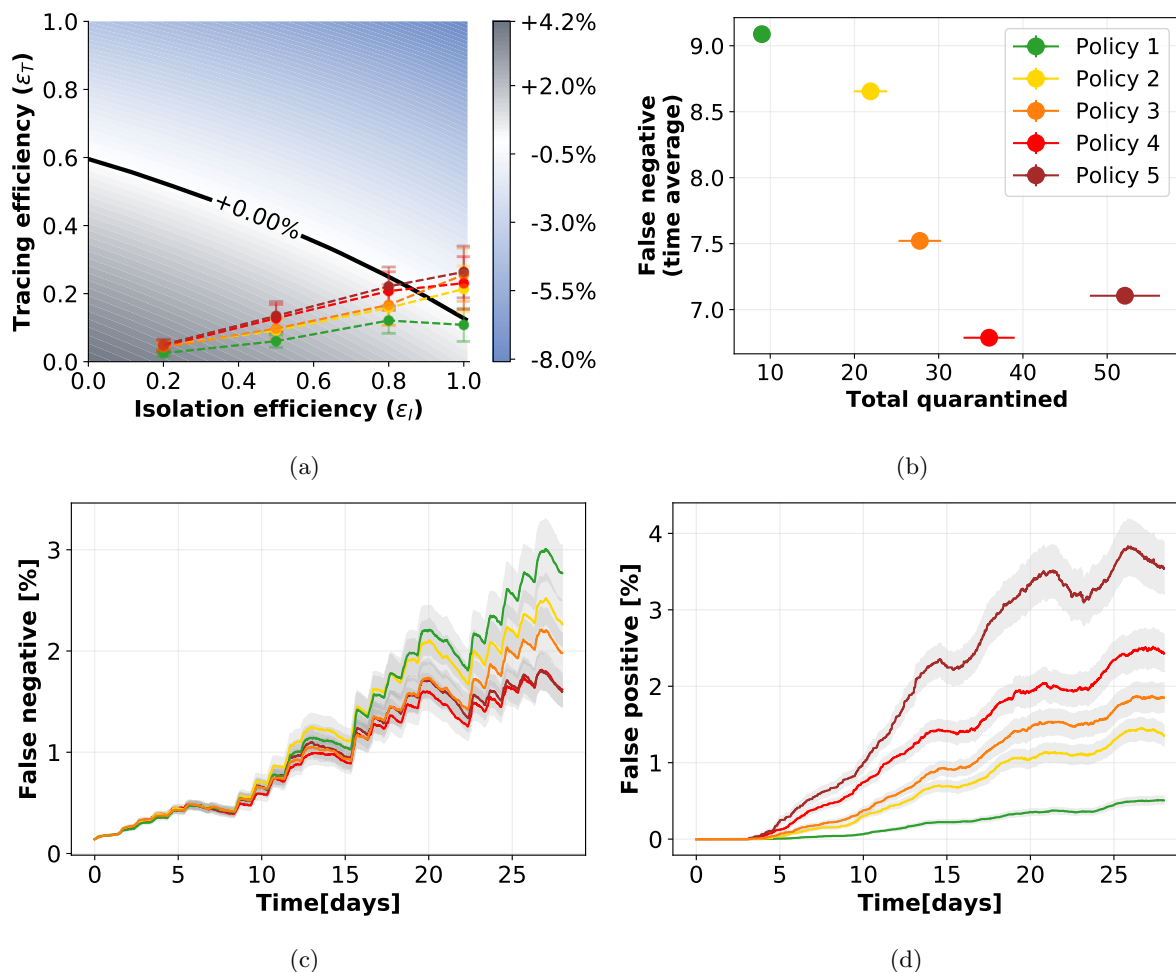 1.0
0.8
0.6
0.4
0.2
0.0
0.0 0.2 0.4 0.6 0.8 1.0
Tracing efficiency (εT)
Isolation efficiency (εI)
+0.00%
+4.2%
+2.0%
-0.5%
-3.0%
-5.5%
-8.0%
(a)
9.0
8.5
8.0
7.5
7.0
10 20 30 40 50
False negative
(time average)
Total quarantined
Policy 1
Policy 2
Policy 3
Policy 4
Policy 5
(b)
3
2
1
0
0 5 10 15 20 25
False negative [%]
Time[days]
(c)
4
3
2
1
0
0 5 10 15 20 25
False positive [%]
Time[days]
(d)